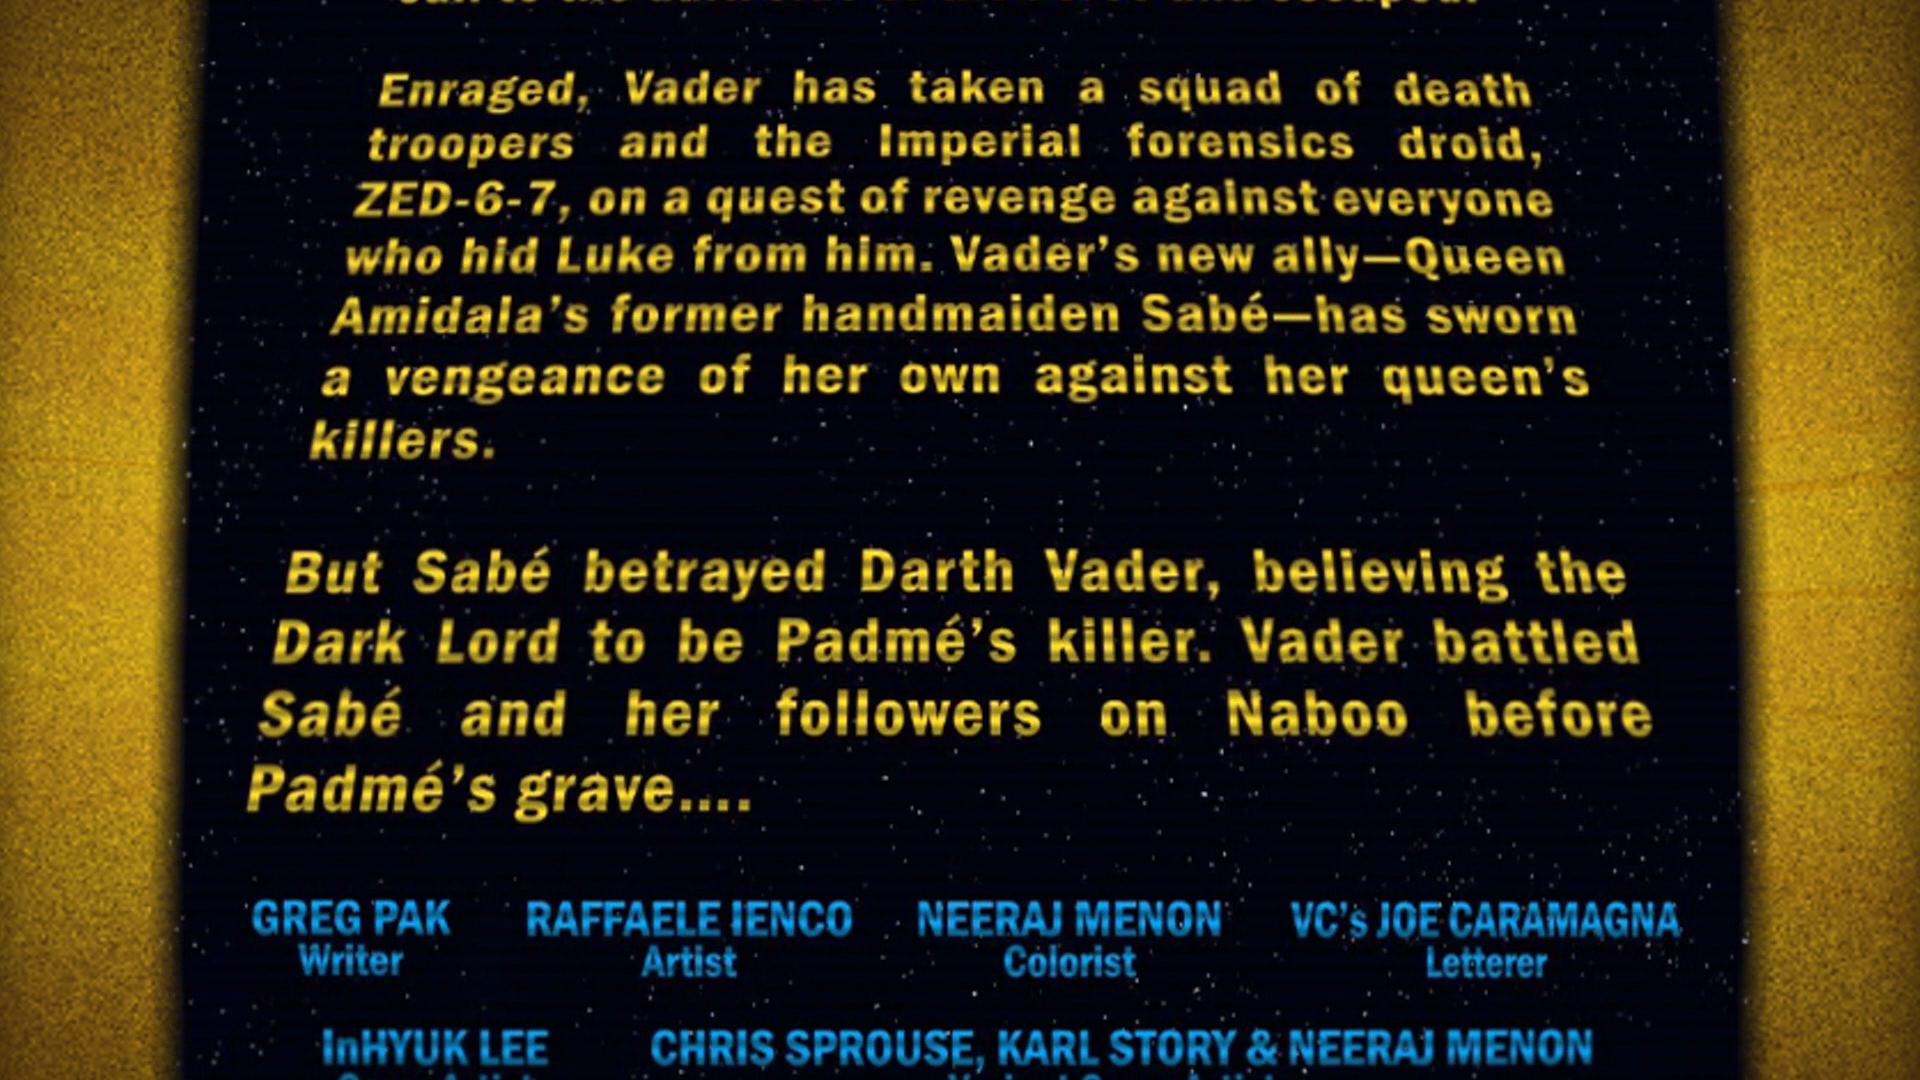 Enraged, Vader has taken a squad of death
troopers and the Imperial forensics droid,
ZED-6-7, on a quest of revenge against everyone
who hid Luke from him. Vader's new ally—Queen
Amidala's former handmaiden Sabé—has sworn
a vengeance of her own against her queen's
killers.
But Sabé betrayed Darth Vader, believing the
Dark Lord to be Padmé's killer. Vader battled
Sabé and her followers on Naboo before
Padmé's grave....
GREG PAK RAFFAELE IENCO NEERAJ MENON VC's JOE CARAMAGNA
Writer Artist Colorist Letterer
InHYUK LEE CHRIS SPROUSE, KARL STORY & NEERAJ MENON